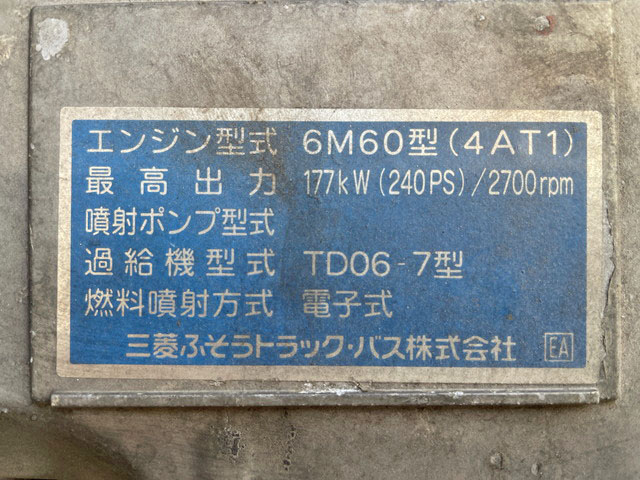 エンジン型式 6M60型(4AT1)
最高出力 177kW(240PS)/2700rpm
噴射ポンプ型式
過給機型式 TD06-7型
燃料噴射方式 電子式
三菱ふそうトラック・バス株式会社 EA